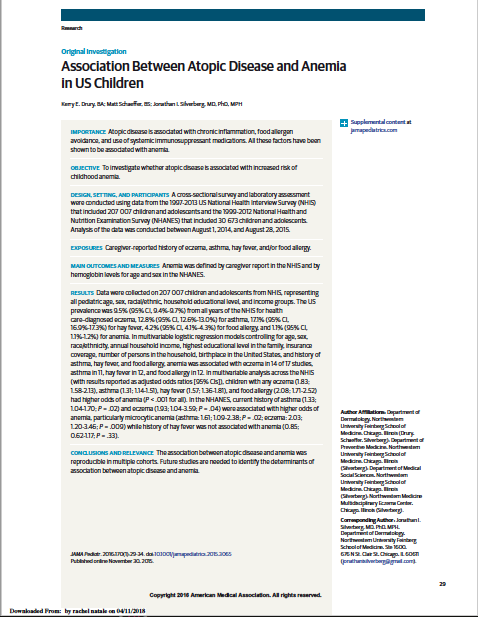 Research
Original Investigation
Association Between Atopic Disease and Anemia
in US Children
Kerry E. Drury, BA; Matt Schaeffer, BS; Jonathan I. Silverberg, MD, PhD, MPH
Supplemental content at
jamapediatrics.com
IMPORTANCE Atopic disease is associated with chronic inflammation, food allergen
avoidance, and use of systemic immunosuppressant medications. All these factors have been
shown to be associated with anemia.
OBJECTIVE To investigate whether atopic disease is associated with increased risk of
childhood anemia.
DESIGN, SETTING, AND PARTICIPANTS A cross-sectional survey and laboratory assessment
were conducted using data from the 1997-2013 US National Health Interview Survey (NHIS)
that included 207 007 children and adolescents and the 1999-2012 National Health and
Nutrition Examination Survey (NHANES) that included 30 673 children and adolescents.
Analysis of the data was conducted between August 1, 2014, and August 28, 2015.
EXPOSURES Caregiver-reported history of eczema, asthma, hay fever, and/or food allergy.
MAIN OUTCOMES AND MEASURES Anemia was defined by caregiver report in the NHIS and by
hemoglobin levels for age and sex in the NHANES.
RESULTS Data were collected on 207 007 children and adolescents from NHIS, representing
all pediatric age, sex, racial/ethnic, household educational level, and income groups. The US
prevalence was 9.5% (95% CI, 9.4%-9.7%) from all years of the NHIS for health
care–diagnosed eczema, 12.8% (95% CI, 12.6%-13.0%) for asthma, 17.1% (95% CI,
16.9%-17.3%) for hay fever, 4.2% (95% CI, 4.1%-4.3%) for food allergy, and 1.1% (95% CI,
1.1%-1.2%) for anemia. In multivariable logistic regression models controlling for age, sex,
race/ethnicity, annual household income, highest educational level in the family, insurance
coverage, number of persons in the household, birthplace in the United States, and history of
asthma, hay fever, and food allergy, anemia was associated with eczema in 14 of 17 studies,
asthma in 11, hay fever in 12, and food allergy in 12. In multivariable analysis across the NHIS
(with results reported as adjusted odds ratios [95% CIs]), children with any eczema (1.83;
1.58-2.13), asthma (1.31; 1.14-1.51), hay fever (1.57; 1.36-1.81), and food allergy (2.08; 1.71-2.52)
had higher odds of anemia (P < .001 for all). In the NHANES, current history of asthma (1.33;
1.04-1.70; P = .02) and eczema (1.93; 1.04-3.59; P = .04) were associated with higher odds of
anemia, particularly microcytic anemia (asthma: 1.61; 1.09-2.38; P = .02; eczema: 2.03;
1.20-3.46; P = .009) while history of hay fever was not associated with anemia (0.85;
0.62-1.17; P = .33).
CONCLUSIONS AND RELEVANCE The association between atopic disease and anemia was
reproducible in multiple cohorts. Future studies are needed to identify the determinants of
association between atopic disease and anemia.
JAMA Pediatr. 2016;170(1):29-34. doi:10.1001/jamapediatrics.2015.3065
Published online November 30, 2015.
Author Affiliations: Department of
Dermatology, Northwestern
University Feinberg School of
Medicine, Chicago, Illinois (Drury,
Schaeffer, Silverberg); Department of
Preventive Medicine, Northwestern
University Feinberg School of
Medicine, Chicago, Illinois
(Silverberg); Department of Medical
Social Sciences, Northwestern
University Feinberg School of
Medicine, Chicago, Illinois
(Silverberg); Northwestern Medicine
Multidisciplinary Eczema Center,
Chicago, Illinois (Silverberg).
Corresponding Author: Jonathan I.
Silverberg, MD, PhD, MPH,
Department of Dermatology,
Northwestern University Feinberg
School of Medicine, Ste 1600,
676 N St. Clair St, Chicago, IL 60611
(jonathanisilverberg@gmail.com).
29
Copyright 2016 American Medical Association. All rights reserved.
Downloaded From: by rachel natale on 04/11/2018